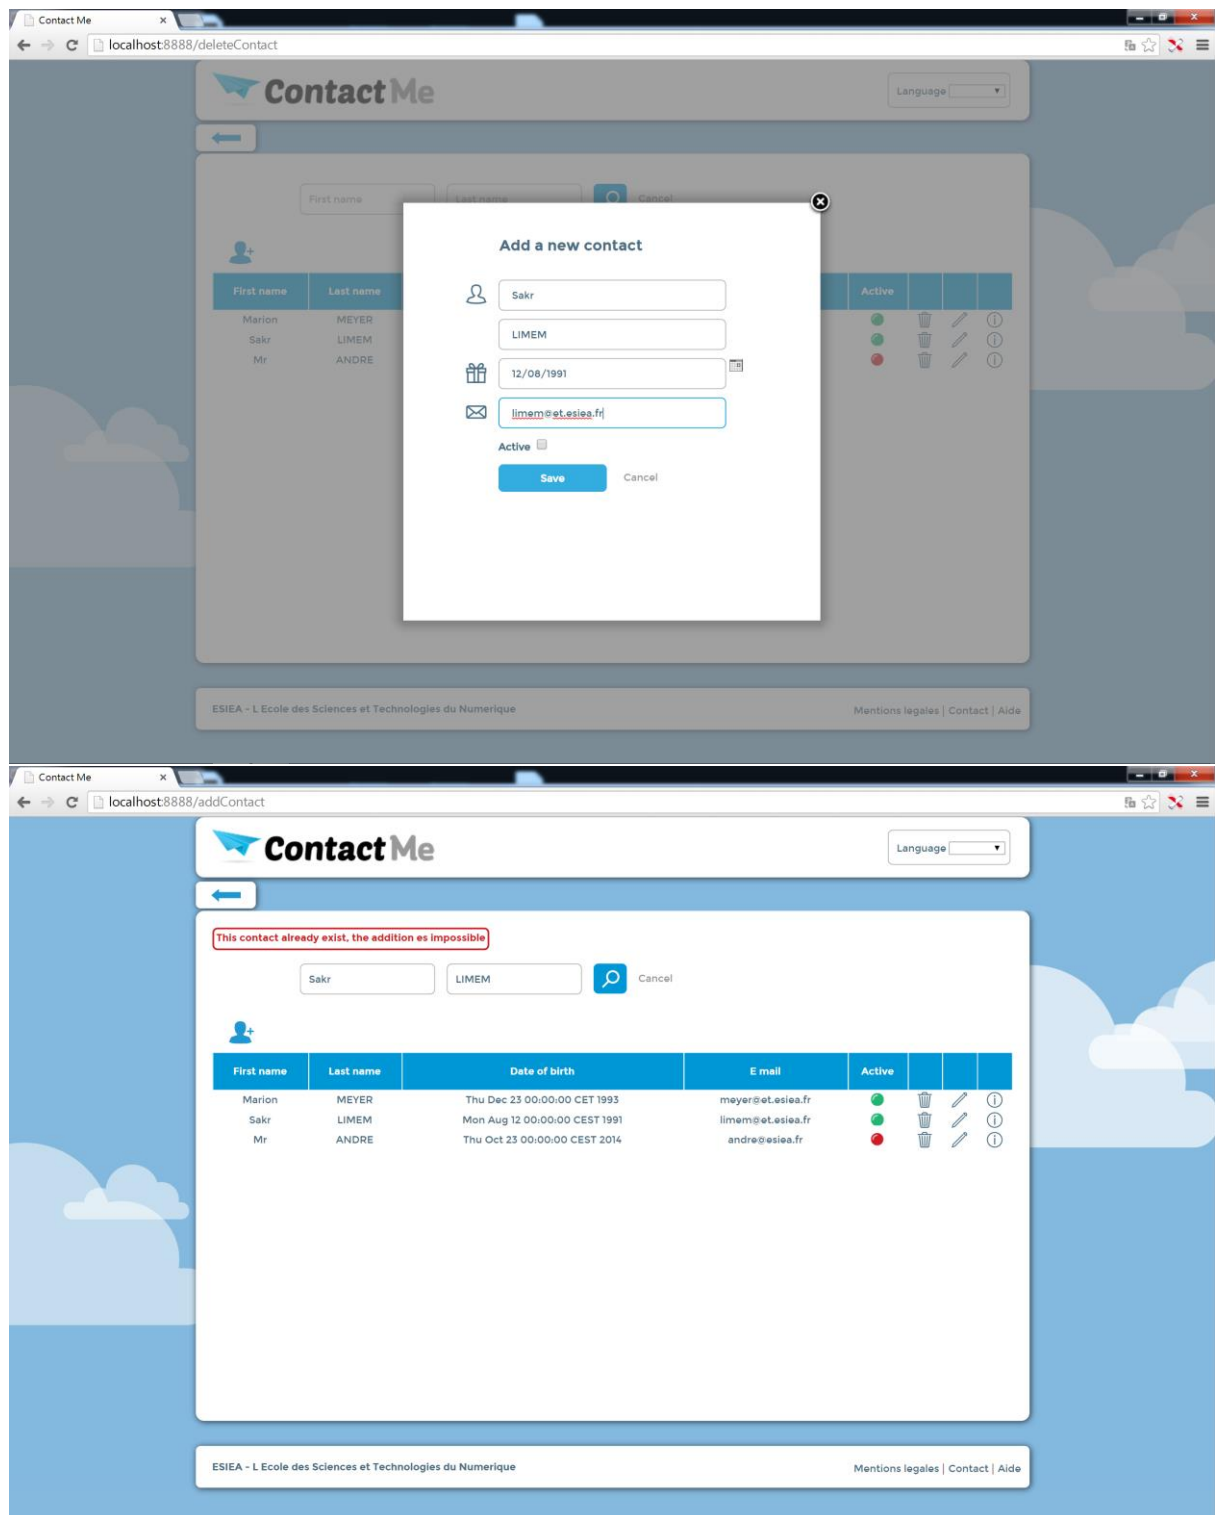 Contact Me
localhost:8888/deleteContact
Contact Me
Language
First name Last name Cancel
Add a new contact
First name Last name Active
Sakr
Marion MEYER
Sakr LIMEM
LIMEM
Mr ANDRE
12/08/1991
limem@et.esiea.fr
Active
Save Cancel
ESIEA - L Ecole des Sciences et Technologies du Numerique Mentions legales | Contact | Aide
Contact Me
localhost:8888/addContact
Contact Me
Language
This contact already exist, the addition es impossible
Sakr LIMEM Cancel
First name Last name Date of birth E mail Active
Marion MEYER Thu Dec 23 00:00:00 CET 1993 meyer@et.esiea.fr
Sakr LIMEM Mon Aug 12 00:00:00 CEST 1991 limem@et.esiea.fr
Mr ANDRE Thu Oct 23 00:00:00 CEST 2014 andre@esiea.fr
ESIEA - L Ecole des Sciences et Technologies du Numerique Mentions legales | Contact | Aide